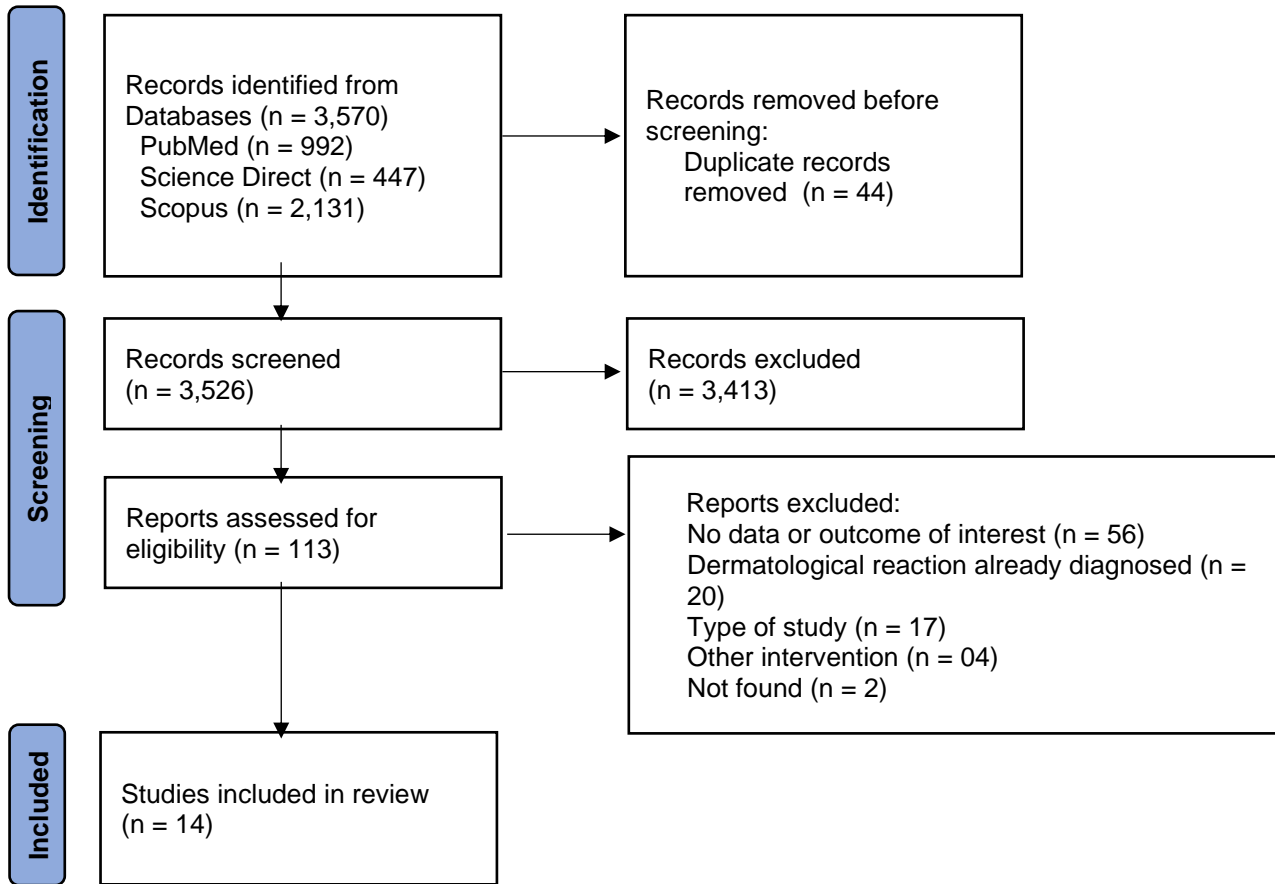 Identification
Records identified from
Databases (n = 3,570)
PubMed (n = 992)
Science Direct (n = 447)
Scopus (n = 2,131)
Records removed before
screening:
Duplicate records
removed  (n = 44)
Screening
Records screened
(n = 3,526)
Records excluded
(n = 3,413)
Reports assessed for
eligibility (n = 113)
Reports excluded:
No data or outcome of interest (n = 56)
Dermatological reaction already diagnosed (n =
20)
Type of study (n = 17)
Other intervention (n = 04)
Not found (n = 2)
Included
Studies included in review
(n = 14)